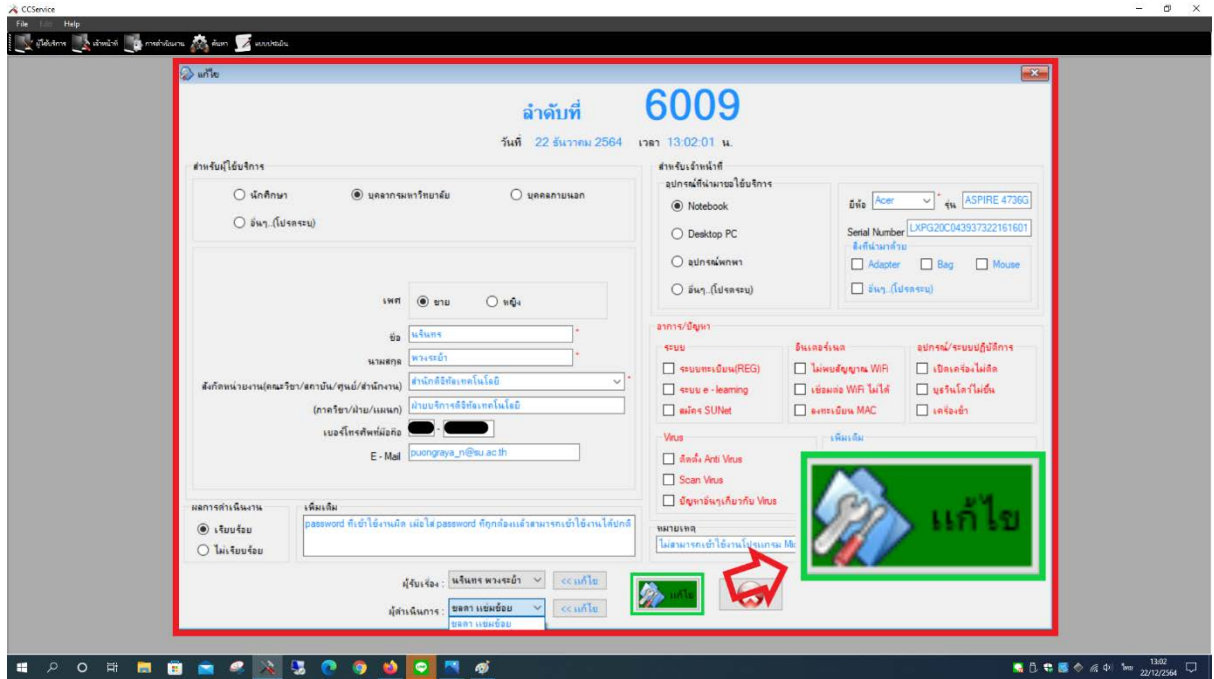 CCService
File Edit Help
ผู้ใช้บริการ เจ้าหน้าที่ การดำเนินงาน ค้นหา แบบประเมิน
แก้ไข
ลำดับที่ 6009
วันที่ 22 ธันวาคม 2564 เวลา 13:02:01 น.
สำหรับผู้ใช้บริการ
นักศึกษา บุคลากรมหาวิทยาลัย บุคคลภายนอก
อื่นๆ..(โปรดระบุ)
เพศ ชาย หญิง
ชื่อ นรินทร *
นามสกุล พวงระย้า *
สังกัดหน่วยงาน(คณะวิชา/สถาบัน/ศูนย์/สำนักงาน) สำนักดิจิทัลเทคโนโลยี *
(ภาควิชา/ฝ่าย/แผนก) ฝ่ายบริการดิจิทัลเทคโนโลยี
เบอร์โทรศัพท์มือถือ -
E - Mail puongraya_n@su.ac.th
ผลการดำเนินงาน
เรียบร้อย
ไม่เรียบร้อย
เพิ่มเติม
password ที่เข้าใช้งานผิด เมื่อใส่ password ที่ถูกต้องแล้วสามารถเข้าใช้งานได้ปกติ
สำหรับเจ้าหน้าที่
อุปกรณ์ที่นำมาขอใช้บริการ
Notebook
Desktop PC
อุปกรณ์พกพา
อื่นๆ..(โปรดระบุ)
ยี่ห้อ Acer * รุ่น ASPIRE 4736G
Serial Number LXPG20C043937322161601
สิ่งที่นำมาด้วย
Adapter Bag Mouse
อื่นๆ..(โปรดระบุ)
อาการ/ปัญหา
ระบบ
ระบบทะเบียน(REG)
ระบบ e - learning
สมัคร SUNet
อินเตอร์เนต
ไม่พบสัญญาณ WiFi
เชื่อมต่อ WiFi ไม่ได้
ลงทะเบียน MAC
อุปกรณ์/ระบบปฏิบัติการ
เปิดเครื่องไม่ติด
บูธวินโดว์ไม่ขึ้น
เครื่องช้า
Virus
ติดตั้ง Anti Virus
Scan Virus
ปัญหาอื่นๆเกี่ยวกับ Virus
เพิ่มเติม
หมายเหตุ
ไม่สามารถเข้าใช้งานโปรแกรม
แก้ไข
ผู้รับเรื่อง : นรินทร พวงระย้า << แก้ไข
ผู้ดำเนินการ : ชลดา แช่มช้อย << แก้ไข
ชลดา แช่มช้อย
แก้ไข
ไทย 13:02
22/12/2564